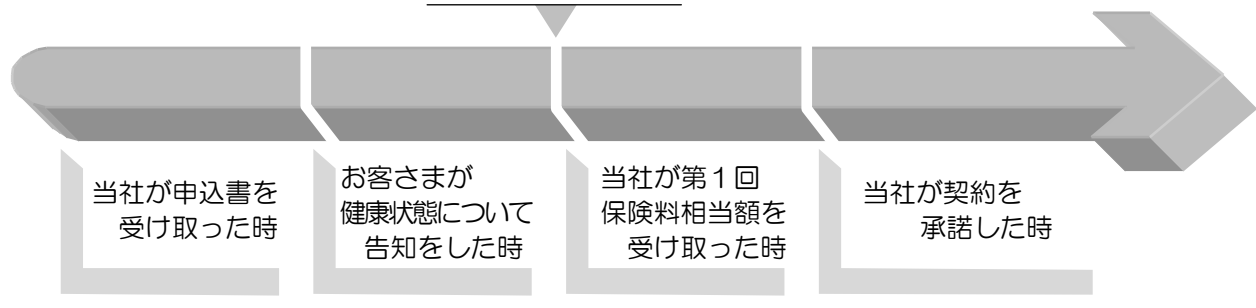 当社が申込書を
受け取った時
お客さまが
健康状態について
告知をした時
当社が第１回
保険料相当額を
受け取った時
当社が契約を
承諾した時